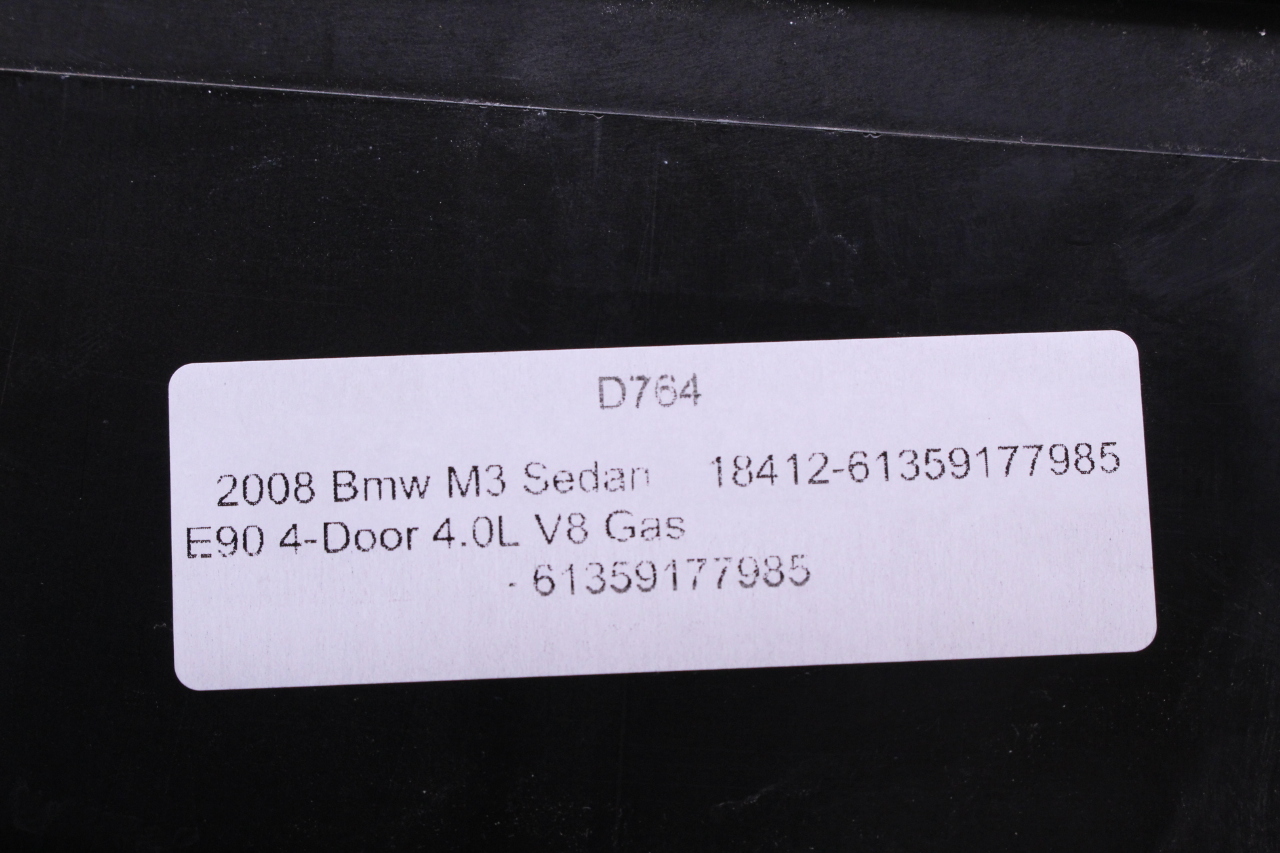 D764
2008 Bmw M3 Sedan 18412-61359177985
E90 4-Door 4.0L V8 Gas
- 61359177985